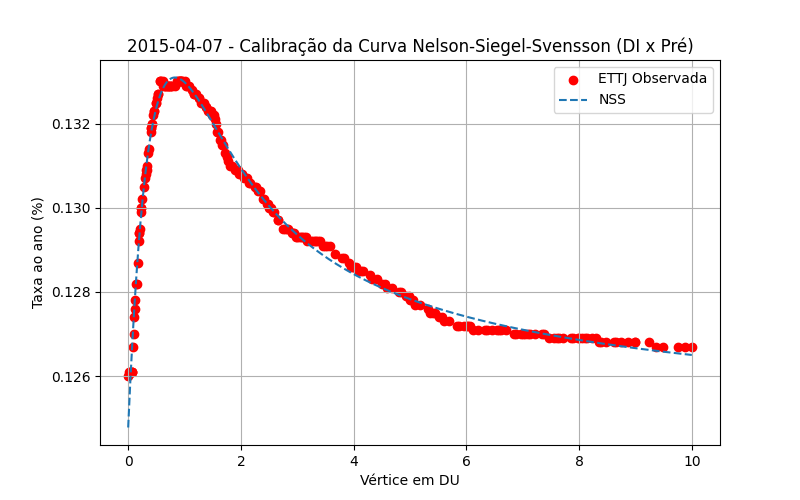 2015-04-07 - Calibração da Curva Nelson-Siegel-Svensson (DI x Pré)
ETTJ Observada
NSS
Taxa ao ano (%)
0.132
0.130
0.128
0.126
0 2 4 6 8 10
Vértice em DU